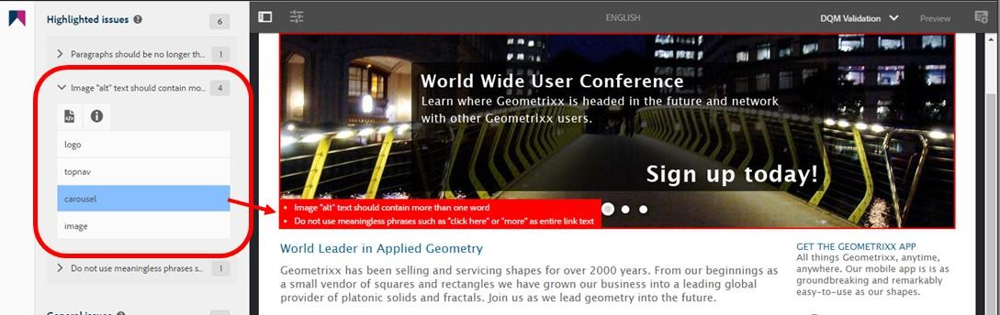 Highlighted issues ? 6
Paragraphs should be no longer th... 1
Image "alt" text should contain mo... 4
logo
topnav
carousel
image
Do not use meaningless phrases s... 1
General issues
ENGLISH
DQM Validation
Preview
World Wide User Conference
Learn where Geometrixx is headed in the future and network
with other Geometrixx users.
Sign up today!
Image "alt" text should contain more than one word
Do not use meaningless phrases such as "click here" or "more" as entire link text
World Leader in Applied Geometry
Geometrixx has been selling and servicing shapes for over 2000 years. From our beginnings as
a small vendor of squares and rectangles we have grown our business into a leading global
provider of platonic solids and fractals. Join us as we lead geometry into the future.
GET THE GEOMETRIXX APP
All things Geometrixx, anytime,
anywhere. Our mobile app is is as
groundbreaking and remarkably
easy-to-use as our shapes.